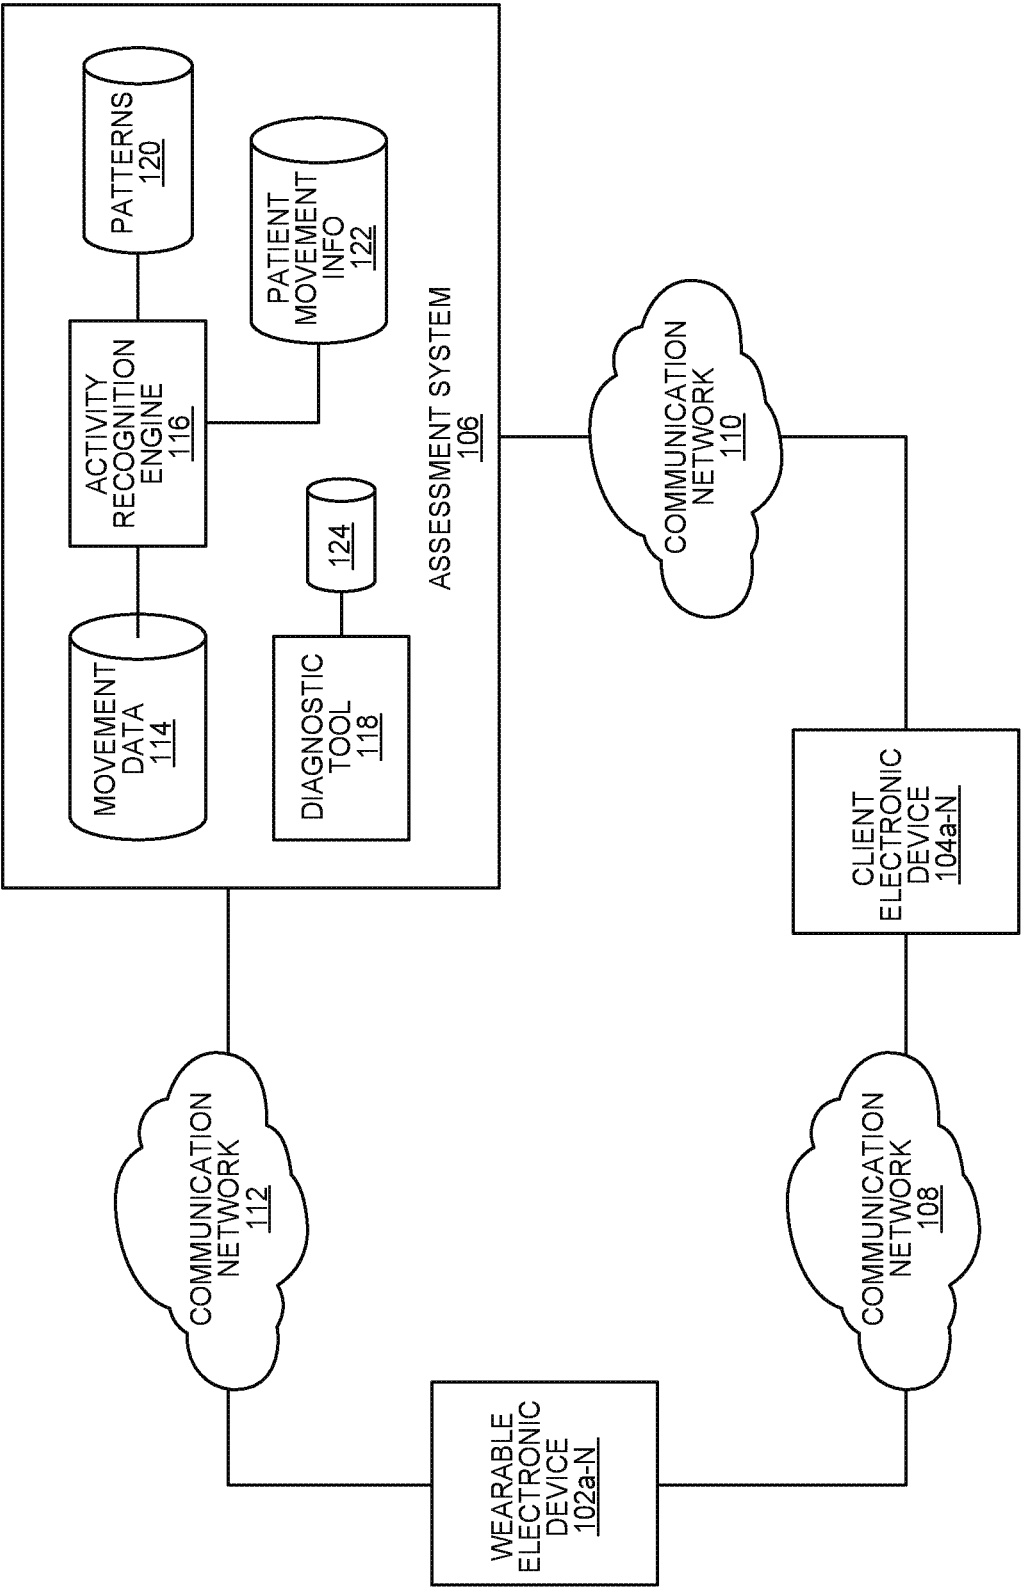 MOVEMENT
DATA
114
ACTIVITY
RECOGNITION
ENGINE
116
PATTERNS
120
DIAGNOSTIC
TOOL
118
124
PATIENT
MOVEMENT
INFO
122
ASSESSMENT SYSTEM
106
COMMUNICATION
NETWORK
112
COMMUNICATION
NETWORK
110
WEARABLE
ELECTRONIC
DEVICE
102a-N
COMMUNICATION
NETWORK
108
CLIENT
ELECTRONIC
DEVICE
104a-N